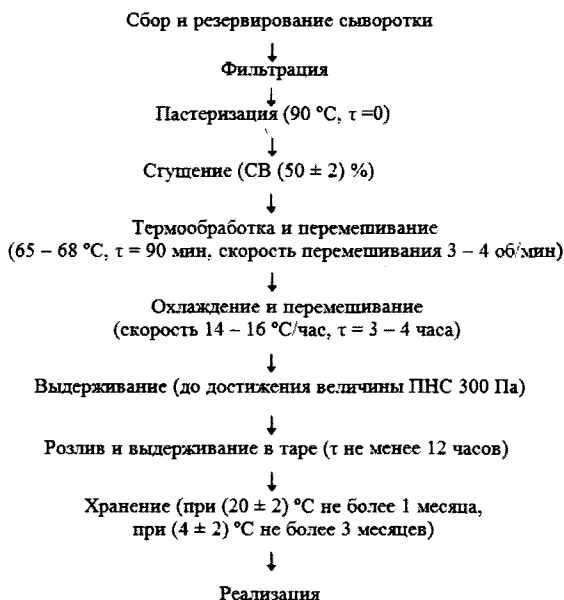 Сбор и резервирование сыворотки
Фильтрация
Пастеризация (90 °С, τ =0)
Сгущение (СВ (50 ± 2) %)
Термообработка и перемешивание
(65 – 68 °С, τ = 90 мин, скорость перемешивания 3 – 4 об/мин)
Охлаждение и перемешивание
(скорость 14 – 16 °С/час, τ = 3 – 4 часа)
Выдерживание (до достижения величины ПНС 300 Па)
Розлив и выдерживание в таре (τ не менее 12 часов)
Хранение (при (20 ± 2) °С не более 1 месяца,
при (4 ± 2) °С не более 3 месяцев)
Реализация